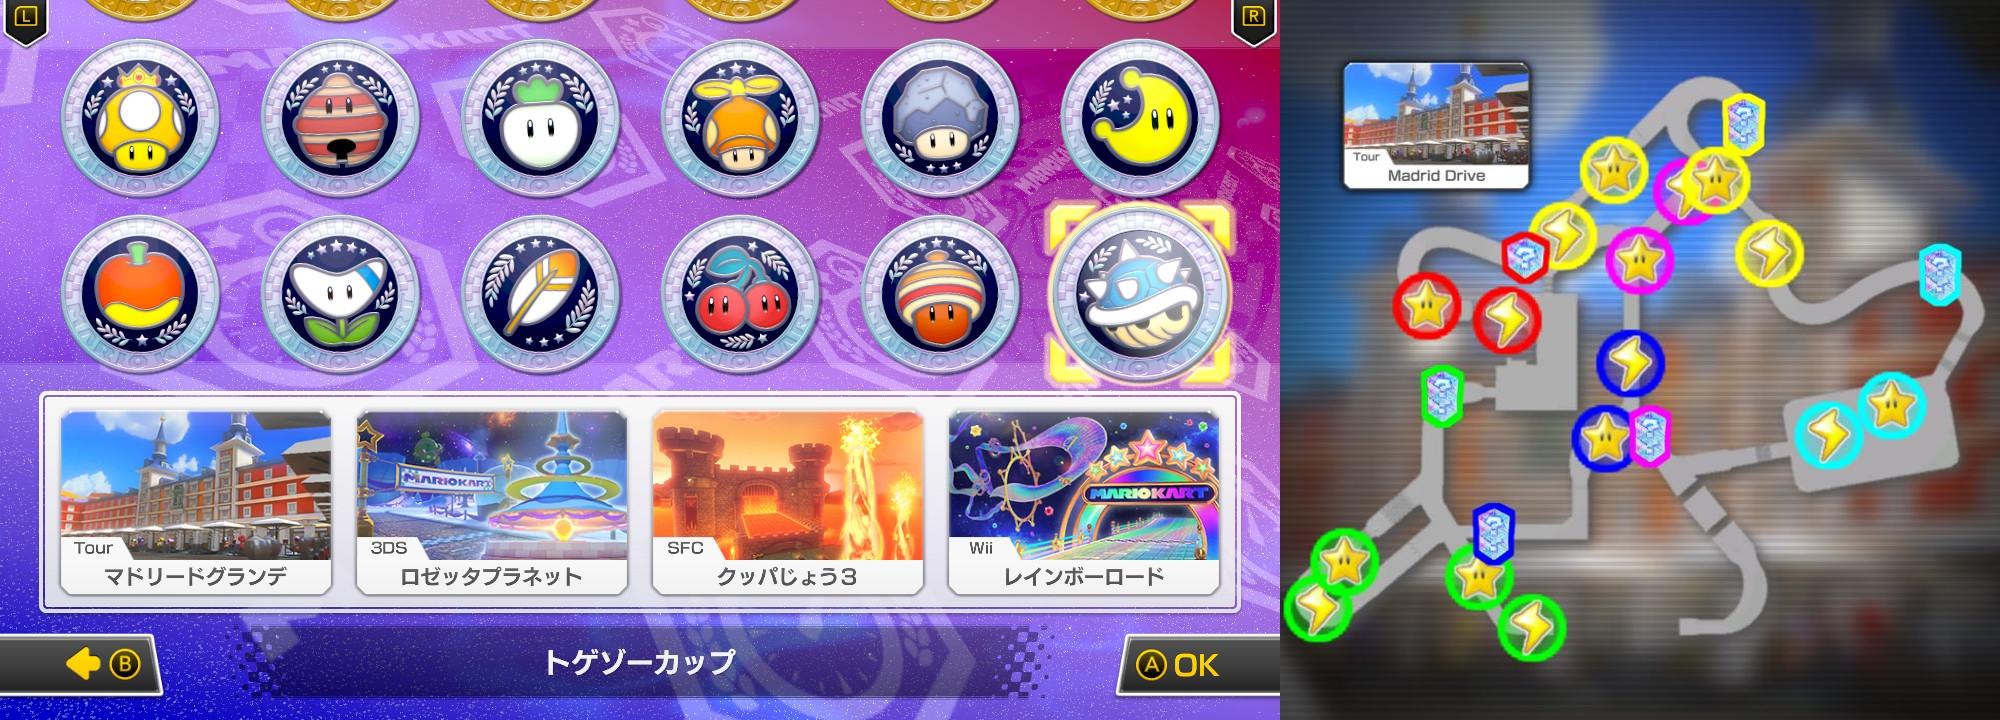 L
R
Tour
マドリードグランデ
3DS
MARIOKART
ロゼッタプラネット
SFC
クッパじょう3
MARIOKART
Wii
レインボーロード
B
トゲゾーカップ
A OK
Tour
Madrid Drive